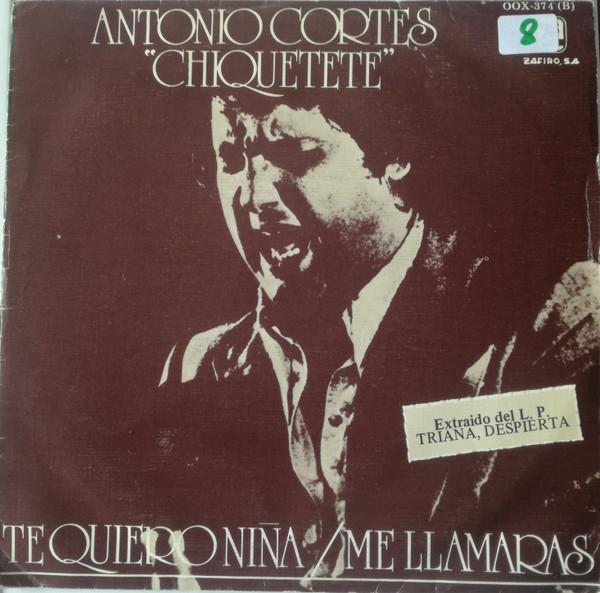 OOX-374 (B)
8
ZAFIRO, S.A
ANTONIO CORTES
"CHIQUETETE"
Extraido del L. P.
TRIANA, DESPIERTA
TE QUIERO NIÑA / ME LLAMARAS